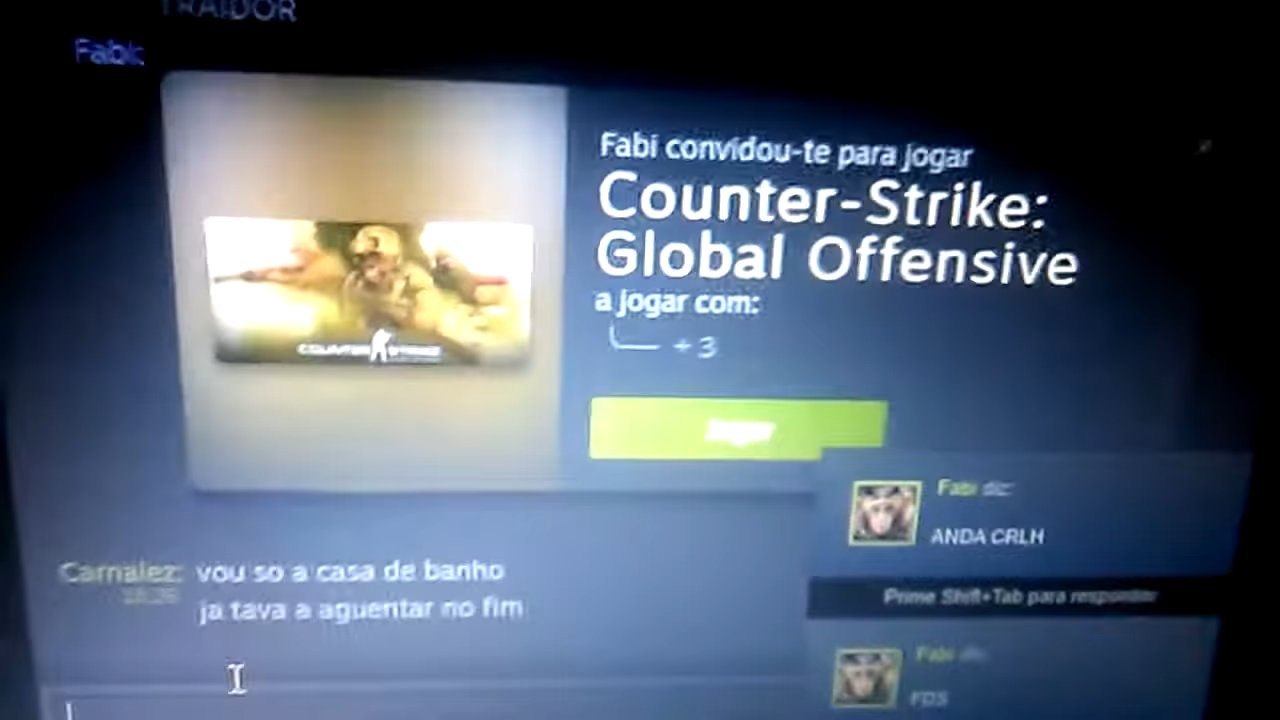 TRAIDOR
Fabi:
Fabi convidou-te para jogar
Counter-Strike:
Global Offensive
a jogar com:
+ 3
COUNTER STRIKE
Jogar
Carnalez: vou so a casa de banho
ja tava a aguentar no fim
Fabi diz:
ANDA CRLH
Prime Shift+Tab para responder
Fabi diz:
FDS